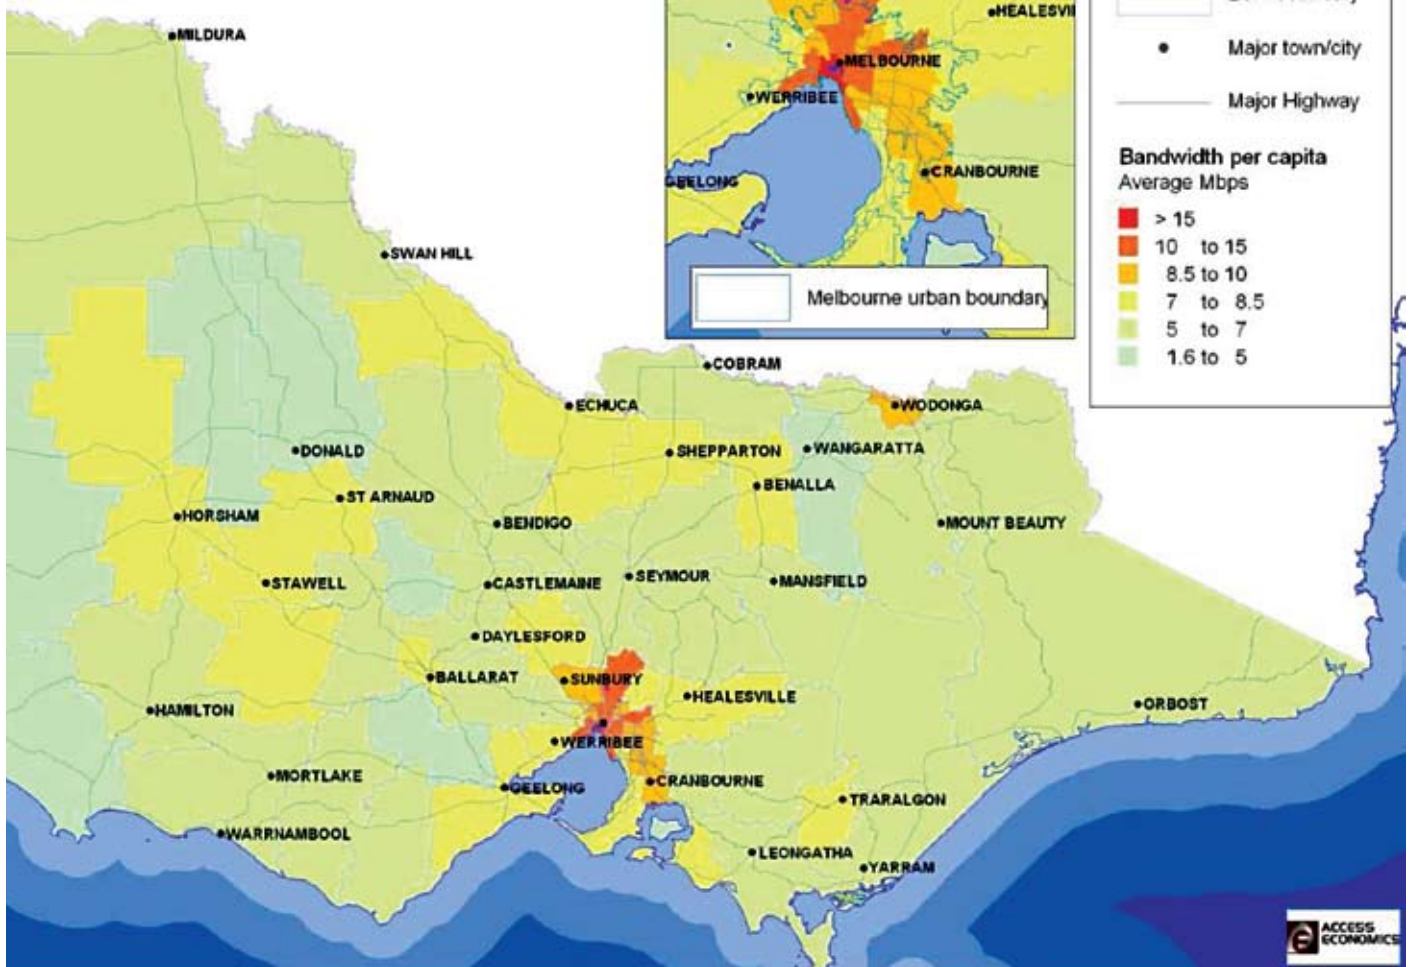 MILDURA
SWAN HILL
COBRAM
ECHUCA
WODONGA
DONALD
SHEPPARTON
WANGARATTA
ST ARNAUD
BENALLA
HORSHAM
BENDIGO
MOUNT BEAUTY
STAWELL
CASTLEMAINE
SEYMOUR
MANSFIELD
DAYLESFORD
BALLARAT
SUNBURY
HEALESVILLE
HAMILTON
ORBOST
WERRIBEE
MORTLAKE
GEELONG
CRANBOURNE
TRARALGON
WARRNAMBOOL
LEONGATHA
YARRAM
HEALESVI
MELBOURNE
WERRIBEE
GEELONG
CRANBOURNE
Melbourne urban boundary
Major town/city
Major Highway
Bandwidth per capita
Average Mbps
> 15
10 to 15
8.5 to 10
7 to 8.5
5 to 7
1.6 to 5
ACCESS
ECONOMICS